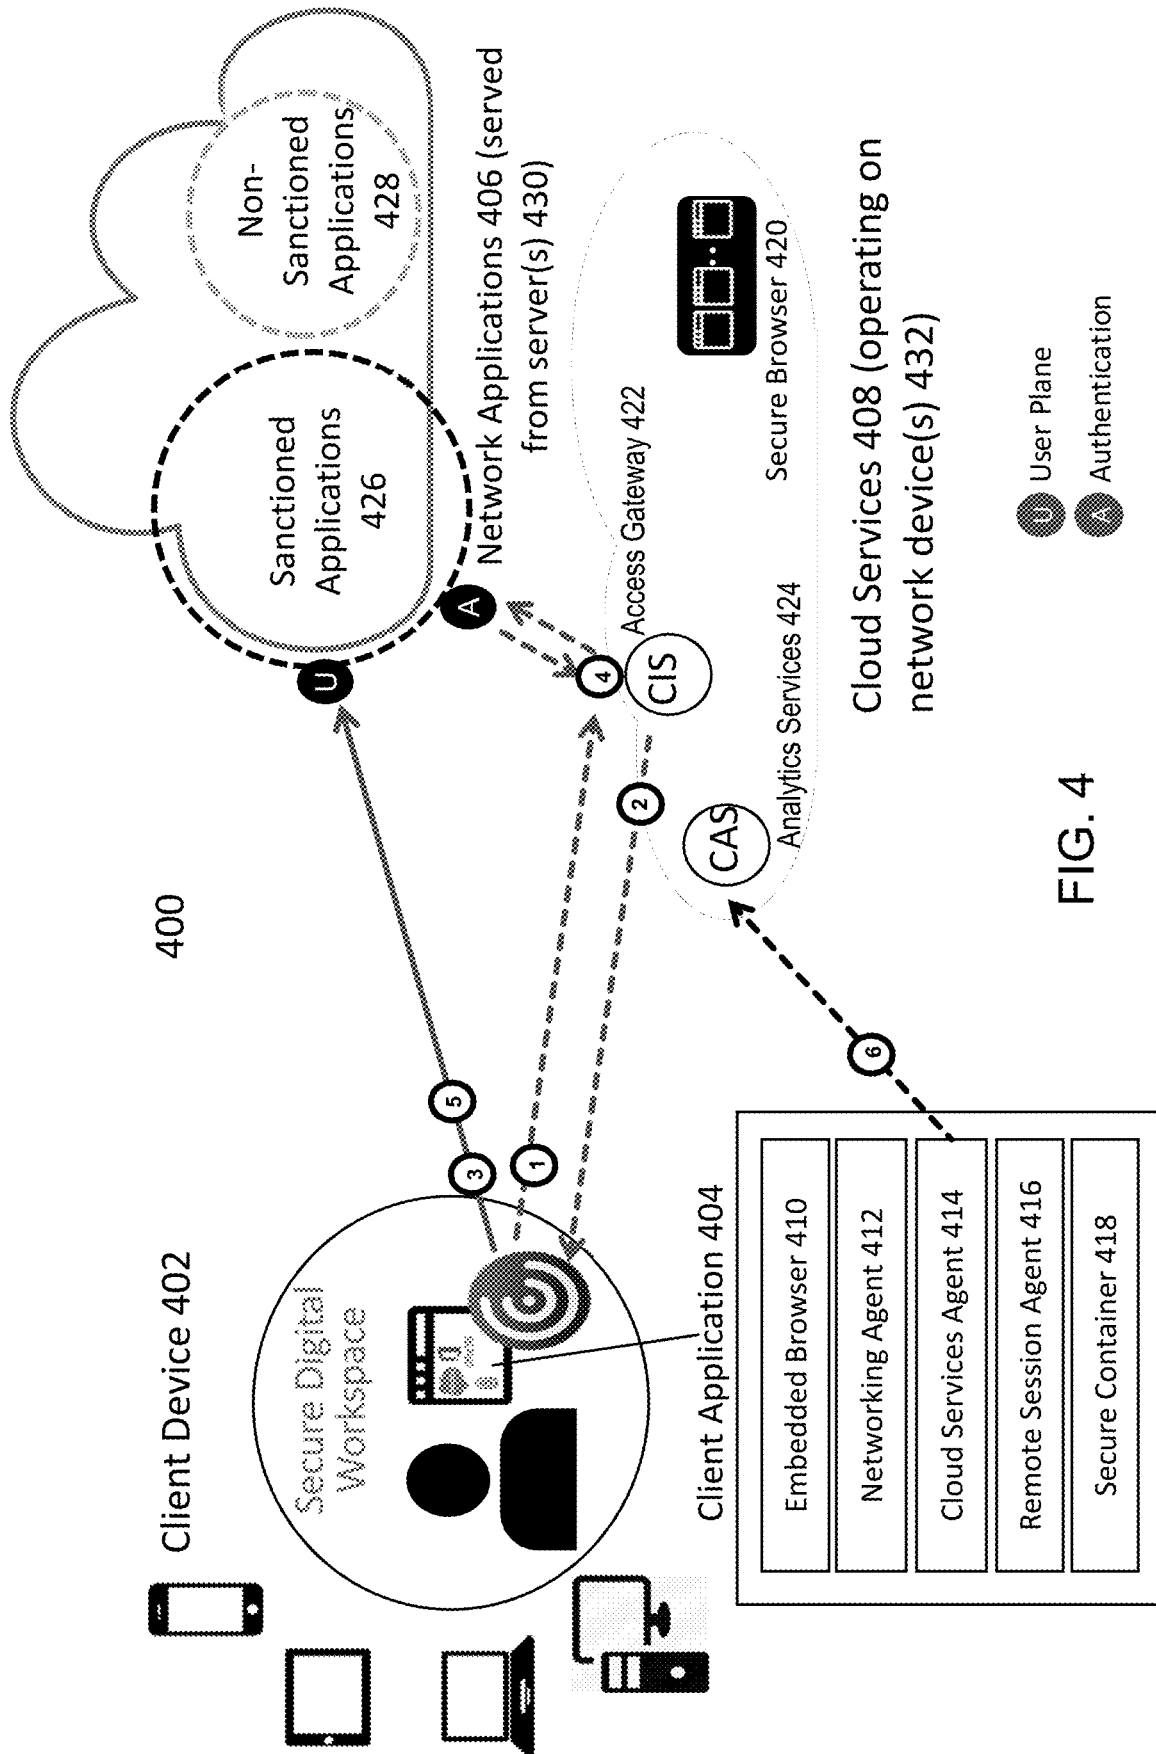 400
Client Device 402
Secure Digital
Workspace
Client Application 404
Embedded Browser 410
Networking Agent 412
Cloud Services Agent 414
Remote Session Agent 416
Secure Container 418
3
5
1
2
4
6
U
A
Sanctioned
Applications
426
Non-
Sanctioned
Applications
428
Network Applications 406 (served
from server(s) 430)
Access Gateway 422
CIS
CAS
Analytics Services 424
Secure Browser 420
Cloud Services 408 (operating on
network device(s) 432
U User Plane
A Authentication
FIG. 4